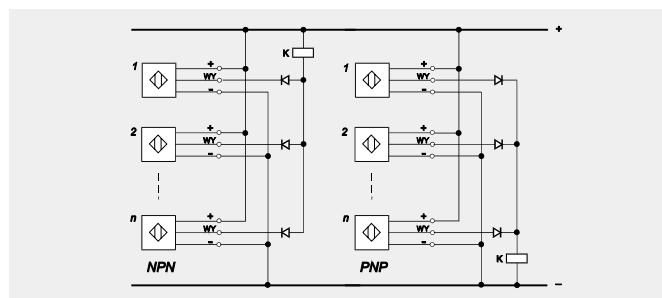 +
K
1 + WY -
1 + WY -
2 + WY -
2 + WY -
n + WY -
n + WY -
K
NPN PNP
-